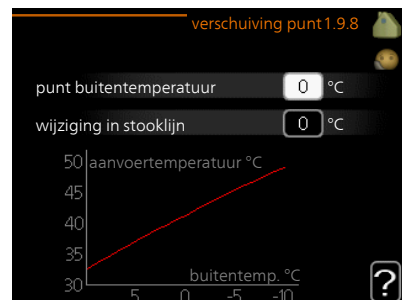 verschuiving punt 1.9.8
punt buitentemperatuur 0 °C
wijziging in stooklijn 0 °C
50 aanvoertemperatuur °C
45
40
35
30
buitentemp. °C
5 0 -5 -10
?